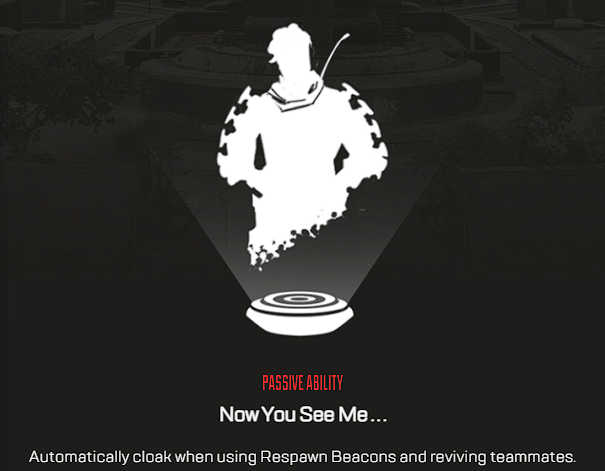 PASSIVE ABILITY
Now You See Me...
Automatically cloak when using Respawn Beacons and reviving teammates.